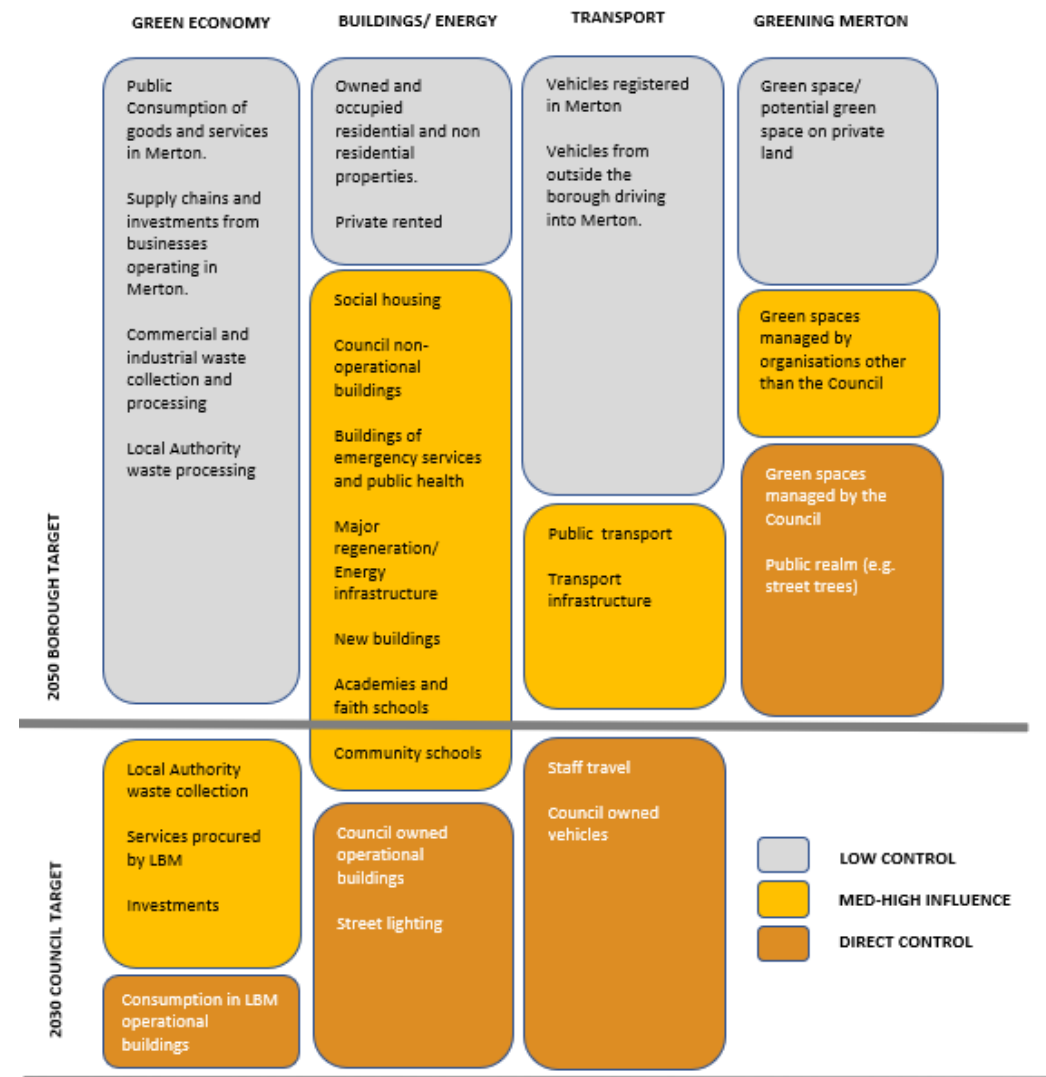 GREEN ECONOMY
BUILDINGS/ ENERGY
TRANSPORT
GREENING MERTON
Public
Consumption of
goods and services
in Merton.
Supply chains and
investments from
businesses
operating in
Merton.
Commercial and
industrial waste
collection and
processing
Local Authority
waste processing
Owned and
occupied
residential and non
residential
properties.
Private rented
Social housing
Council non-
operational
buildings
Buildings of
emergency services
and public health
Major
regeneration/
Energy
infrastructure
New buildings
Academies and
faith schools
Community schools
Vehicles registered
in Merton
Vehicles from
outside the
borough driving
into Merton.
Public transport
Transport
infrastructure
Green space/
potential green
space on private
land
Green spaces
managed by
organisations other
than the Council
Green spaces
managed by the
Council
Public realm (e.g.
street trees)
2050 BOROUGH TARGET
Local Authority
waste collection
Services procured
by LBM
Investments
Consumption in LBM
operational
buildings
Council owned
operational
buildings
Street lighting
Staff travel
Council owned
vehicles
2030 COUNCIL TARGET
LOW CONTROL
MED-HIGH INFLUENCE
DIRECT CONTROL